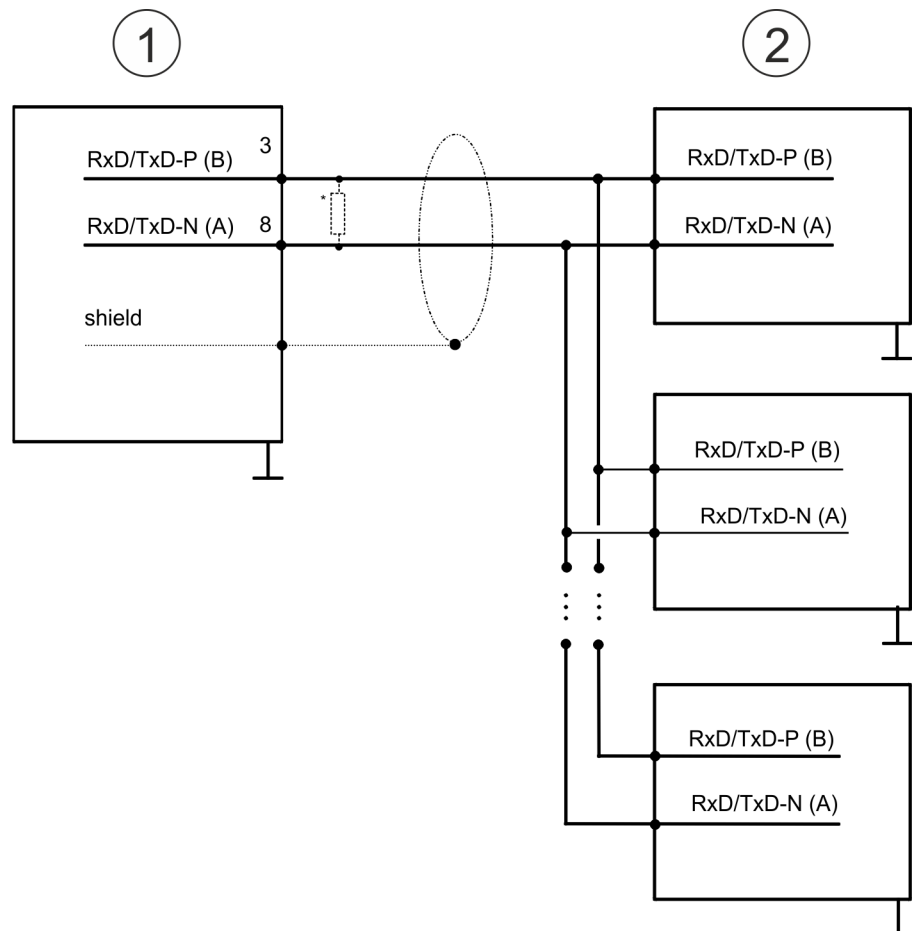 1
2
RxD/TxD-P (B)
3
RxD/TxD-N (A)
8
*
shield
RxD/TxD-P (B)
RxD/TxD-N (A)
RxD/TxD-P (B)
RxD/TxD-N (A)
RxD/TxD-P (B)
RxD/TxD-N (A)